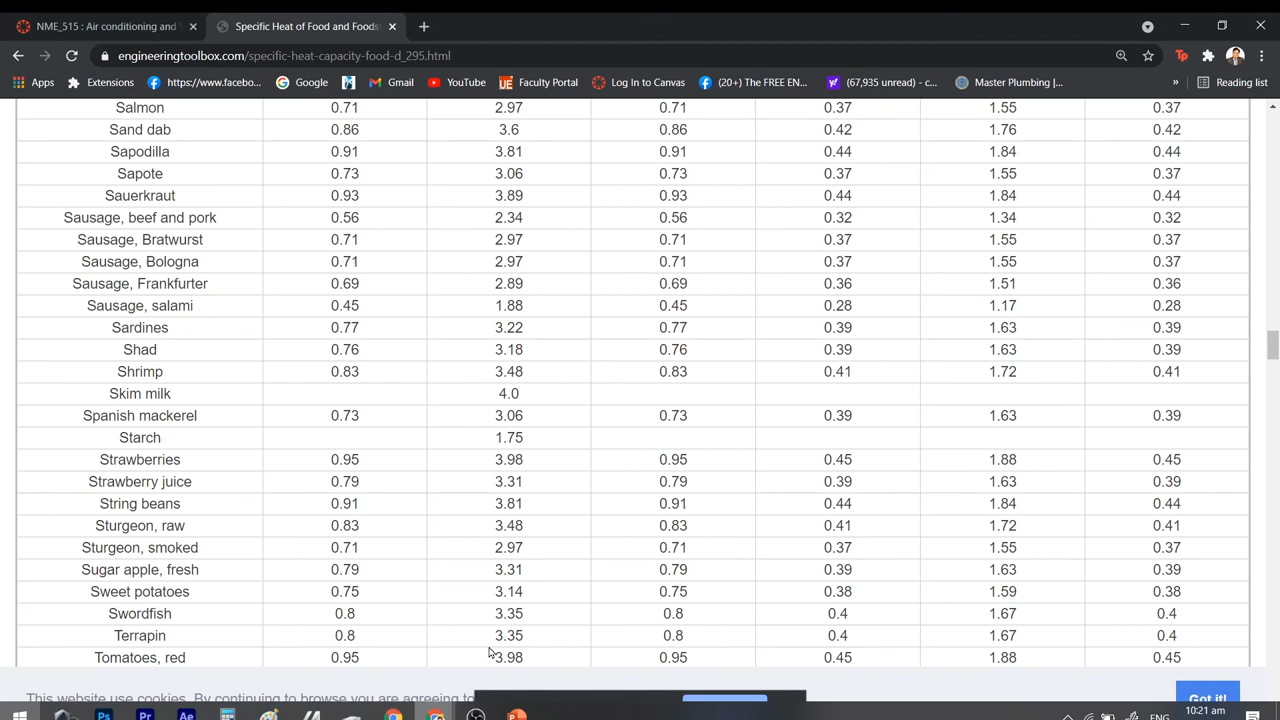 NME_515 : Air conditioning and
Specific Heat of Food and Foods
engineeringtoolbox.com/specific-heat-capacity-food-d_295.html
Apps Extensions https://www.facebo... Google Gmail YouTube Faculty Portal Log In to Canvas (20+) The FREE EN... (67,935 unread) - c... Master Plumbing |... » Reading list
Salmon 0.71 2.97 0.71 0.37 1.55 0.37
Sand dab 0.86 3.6 0.86 0.42 1.76 0.42
Sapodilla 0.91 3.81 0.91 0.44 1.84 0.44
Sapote 0.73 3.06 0.73 0.37 1.55 0.37
Sauerkraut 0.93 3.89 0.93 0.44 1.84 0.44
Sausage, beef and pork 0.56 2.34 0.56 0.32 1.34 0.32
Sausage, Bratwurst 0.71 2.97 0.71 0.37 1.55 0.37
Sausage, Bologna 0.71 2.97 0.71 0.37 1.55 0.37
Sausage, Frankfurter 0.69 2.89 0.69 0.36 1.51 0.36
Sausage, salami 0.45 1.88 0.45 0.28 1.17 0.28
Sardines 0.77 3.22 0.77 0.39 1.63 0.39
Shad 0.76 3.18 0.76 0.39 1.63 0.39
Shrimp 0.83 3.48 0.83 0.41 1.72 0.41
Skim milk 4.0
Spanish mackerel 0.73 3.06 0.73 0.39 1.63 0.39
Starch 1.75
Strawberries 0.95 3.98 0.95 0.45 1.88 0.45
Strawberry juice 0.79 3.31 0.79 0.39 1.63 0.39
String beans 0.91 3.81 0.91 0.44 1.84 0.44
Sturgeon, raw 0.83 3.48 0.83 0.41 1.72 0.41
Sturgeon, smoked 0.71 2.97 0.71 0.37 1.55 0.37
Sugar apple, fresh 0.79 3.31 0.79 0.39 1.63 0.39
Sweet potatoes 0.75 3.14 0.75 0.38 1.59 0.38
Swordfish 0.8 3.35 0.8 0.4 1.67 0.4
Terrapin 0.8 3.35 0.8 0.4 1.67 0.4
Tomatoes, red 0.95 3.98 0.95 0.45 1.88 0.45
This website use cookies. By continuing to browse you are agreeing to
Got it!
10:21 am
ENG